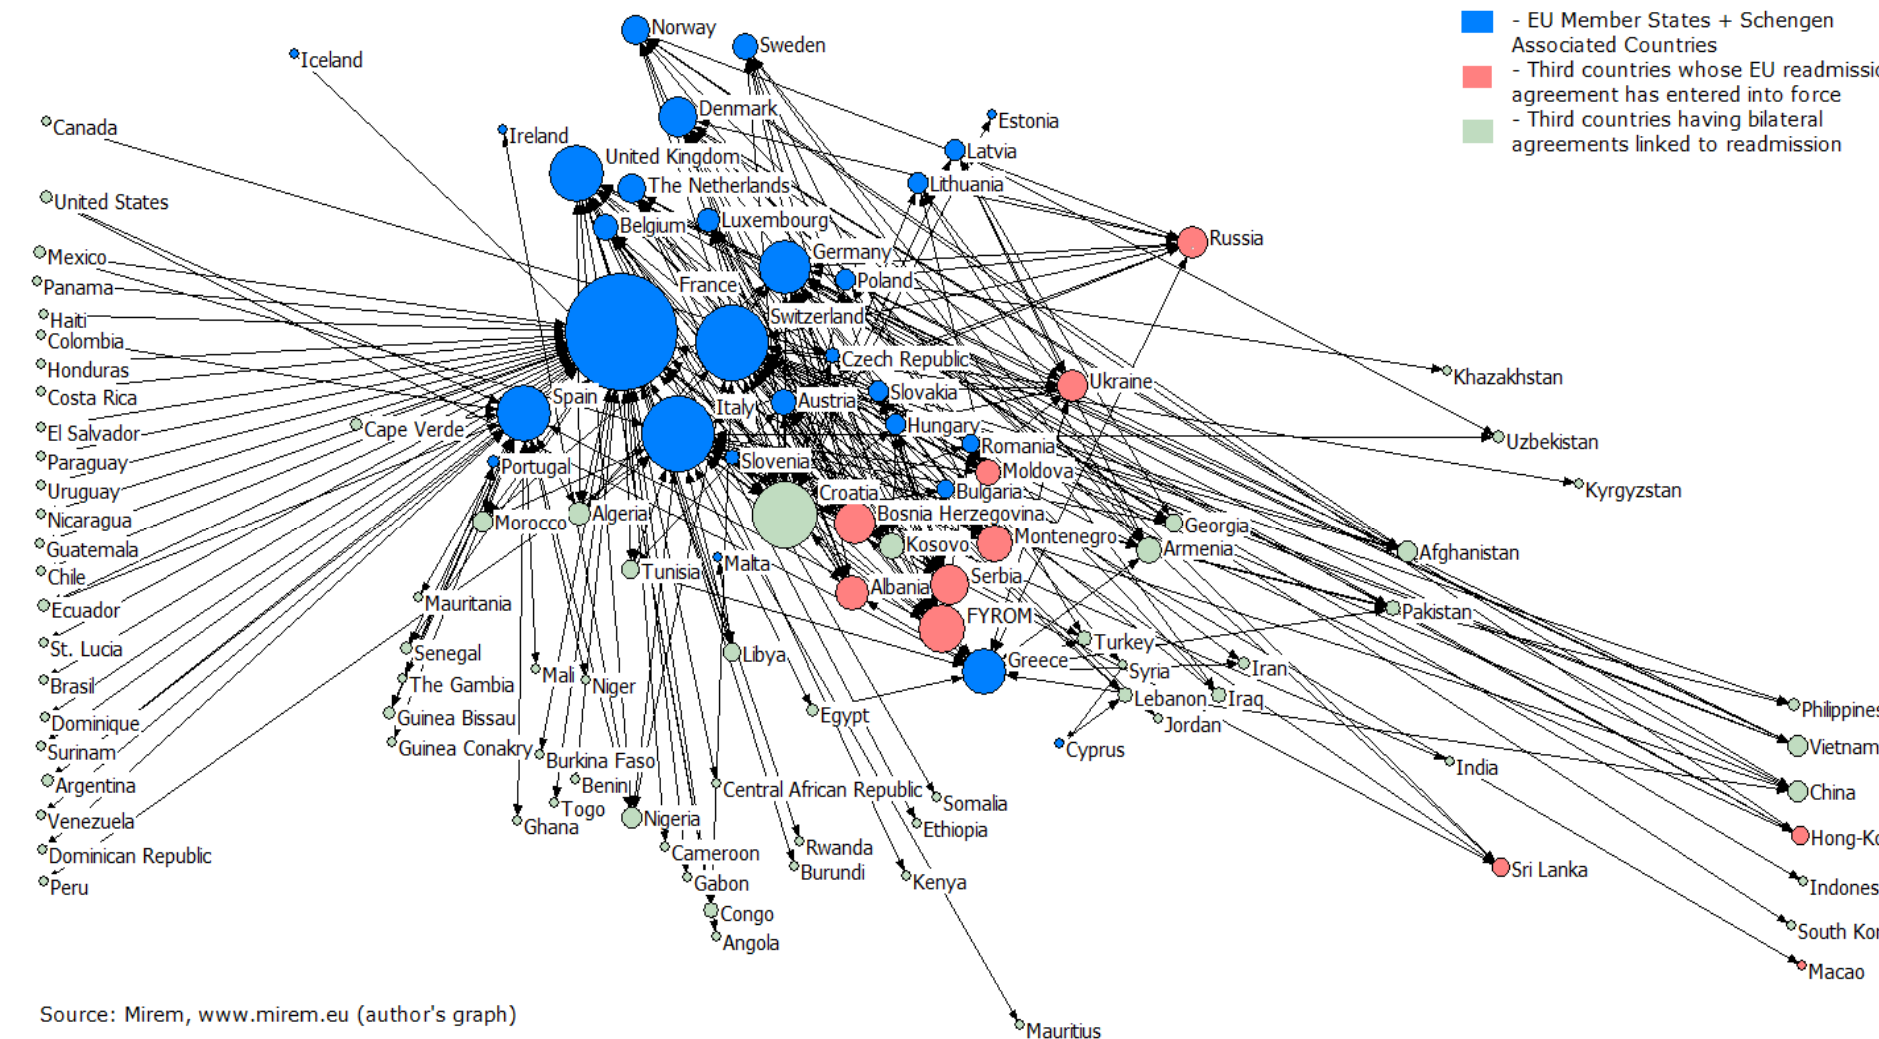 - EU Member States + Schengen
Associated Countries
- Third countries whose EU readmissio
agreement has entered into force
- Third countries having bilateral
agreements linked to readmission
Norway
Sweden
Iceland
Denmark
Estonia
Canada
Ireland
Latvia
United Kingdom
The Netherlands
Lithuania
United States
Luxembourg
Belgium
Russia
Germany
Mexico
Poland
France
Panama
Switzerland
Haiti
Colombia
Czech Republic
Honduras
Khazakhstan
Ukraine
Slovakia
Costa Rica
Spain
Austria
Italy
Hungary
Cape Verde
El Salvador
Uzbekistan
Romania
Paraguay
Slovenia
Portugal
Moldova
Kyrgyzstan
Uruguay
Croatia
Bulgaria
Bosnia Herzegovina
Algeria
Nicaragua
Morocco
Georgia
Montenegro
Kosovo
Guatemala
Armenia
Afghanistan
Malta
Tunisia
Chile
Serbia
Albania
Mauritania
Ecuador
Pakistan
FYROM
Turkey
St. Lucia
Senegal
Libya
Greece
Syria
Iran
Mali
The Gambia
Niger
Brasil
Lebanon
Iraq
Philippines
Egypt
Guinea Bissau
Dominique
Jordan
Guinea Conakry
Cyprus
Vietnam
Surinam
Burkina Faso
India
Argentina
Benin
Central African Republic
China
Somalia
Togo
Venezuela
Nigeria
Ghana
Ethiopia
Hong-Ko
Rwanda
Cameroon
Dominican Republic
Burundi
Sri Lanka
Gabon
Kenya
Peru
Indones
Congo
South Kor
Angola
Macao
Source: Mirem, www.mirem.eu (author's graph)
Mauritius